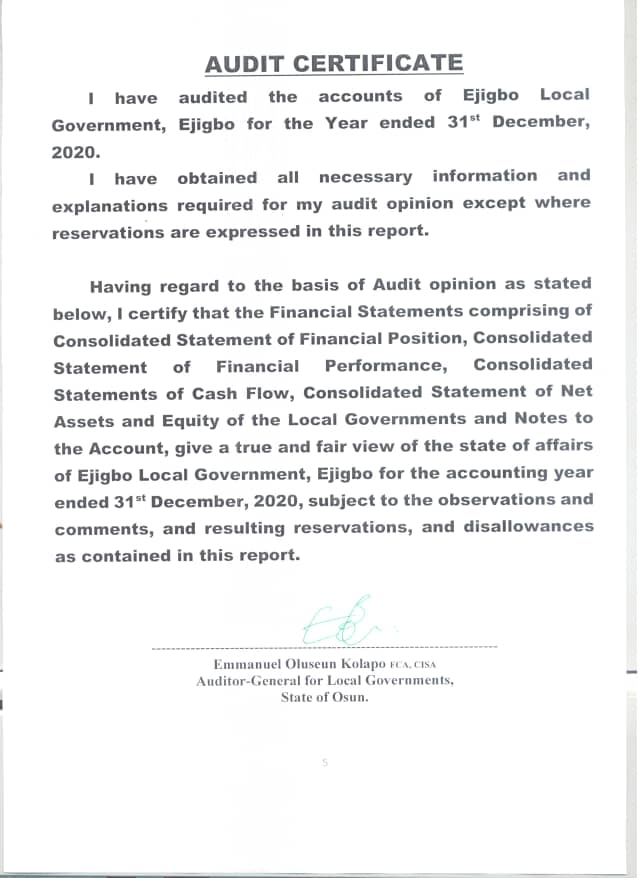 AUDIT CERTIFICATE
I have audited the accounts of Ejigbo Local
Government, Ejigbo for the Year ended 31st December,
2020.
I have obtained all necessary information and
explanations required for my audit opinion except where
reservations are expressed in this report.
Having regard to the basis of Audit opinion as stated
below, I certify that the Financial Statements comprising of
Consolidated Statement of Financial Position, Consolidated
Statement of Financial Performance, Consolidated
Statements of Cash Flow, Consolidated Statement of Net
Assets and Equity of the Local Governments and Notes to
the Account, give a true and fair view of the state of affairs
of Ejigbo Local Government, Ejigbo for the accounting year
ended 31st December, 2020, subject to the observations and
comments, and resulting reservations, and disallowances
as contained in this report.
Emmanuel Oluseun Kolapo FCA, CISA
Auditor-General for Local Governments,
State of Osun.
5